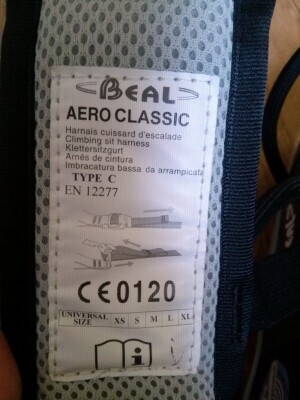 BEAL
AERO CLASSIC
Harnais cuissard d'escalade
Climbing sit harness
Klettersitzgurt
Arnés de cintura
Imbracatura bassa da arrampicata
TYPE C
EN 12277
CE0120
UNIVERSAL SIZE XS S M L XL
i